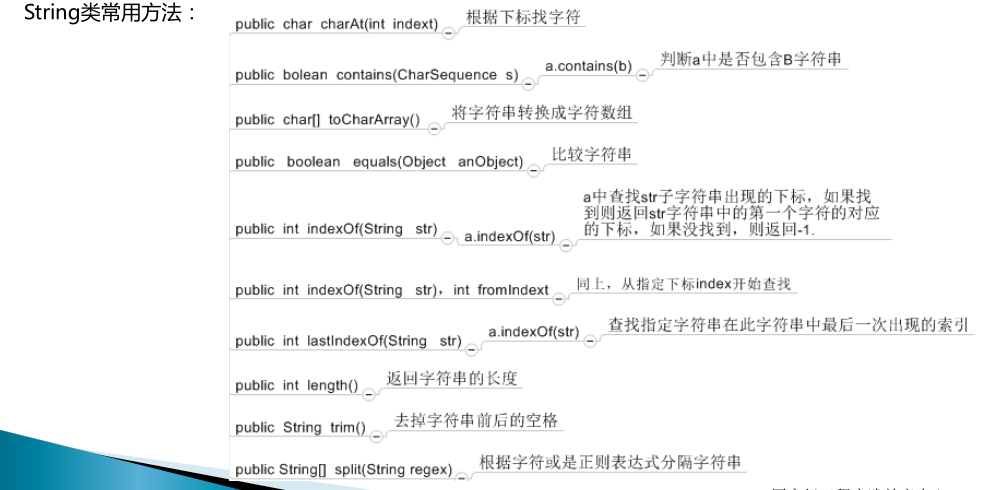 String类常用方法：
public char charAt(int indext) 根据下标找字符
public bolean contains(CharSequence s) a.contains(b) 判断a中是否包含B字符串
public char[] toCharArray() 将字符串转换成字符数组
public boolean equals(Object anObject) 比较字符串
a中查找str子字符串出现的下标，如果找
到则返回str字符串中的第一个字符的对应
public int indexOf(String str) a.indexOf(str) 的下标，如果没找到，则返回-1.
public int indexOf(String str)，int fromIndext 同上，从指定下标index开始查找
public int lastIndexOf(String str) a.indexOf(str) 查找指定字符串在此字符串中最后一次出现的索引
public int length() 返回字符串的长度
public String trim() 去掉字符串前后的空格
public String[] split(String regex) 根据字符或是正则表达式分隔字符串